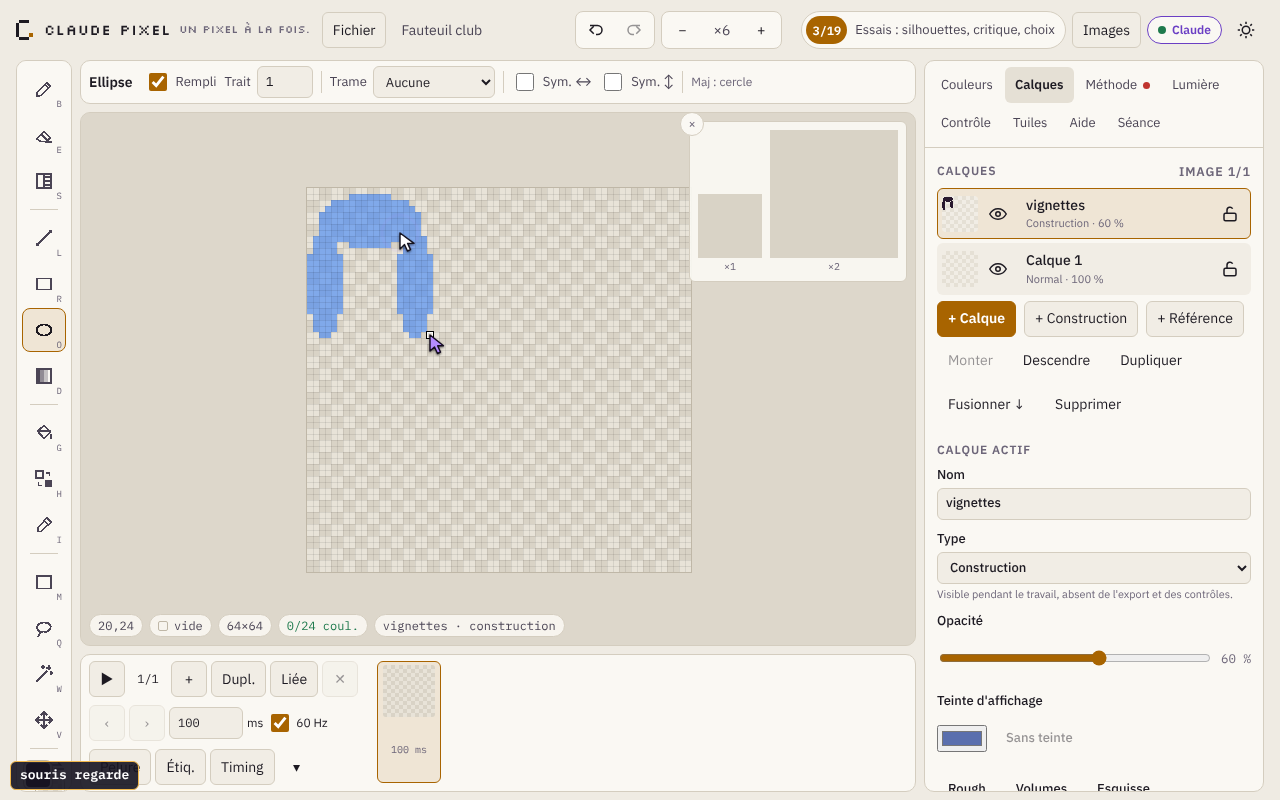 CLAUDE PIXEL UN PIXEL À LA FOIS. Fichier Fauteuil club − ×6 + 3/19 Essais : silhouettes, critique, choix Images Claude
Ellipse Rempli Trait 1 Trame Aucune Sym. ↔ Sym. ↕ Maj : cercle
B
E
S
L
R
O
D
G
H
I
M
Q
W
V
×
×1 ×2
20,24 vide 64×64 0/24 coul. vignettes · construction
1/1 + Dupl. Liée ×
‹ › 100 ms 60 Hz
Étiq. Timing ▼
100 ms
souris regarde
Couleurs Calques Méthode Lumière
Contrôle Tuiles Aide Séance
CALQUES IMAGE 1/1
vignettes
Construction · 60 %
Calque 1
Normal · 100 %
+ Calque + Construction + Référence
Monter Descendre Dupliquer
Fusionner ↓ Supprimer
CALQUE ACTIF
Nom
vignettes
Type
Construction
Visible pendant le travail, absent de l'export et des contrôles.
Opacité
60 %
Teinte d'affichage
Sans teinte
Rough Volumes Esquisse